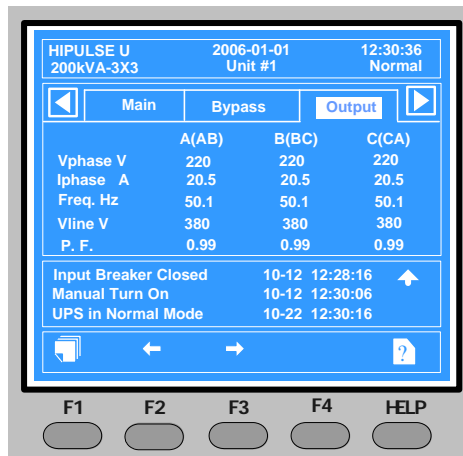 HIPULSE U 2006-01-01 12:30:36
200kVA-3X3 Unit #1 Normal
Main Bypass Output
A(AB) B(BC) C(CA)
Vphase V 220 220 220
Iphase A 20.5 20.5 20.5
Freq. Hz 50.1 50.1 50.1
Vline V 380 380 380
P. F. 0.99 0.99 0.99
Input Breaker Closed 10-12 12:28:16
Manual Turn On 10-12 12:30:06
UPS in Normal Mode 10-22 12:30:16
?
F1 F2 F3 F4 HELP